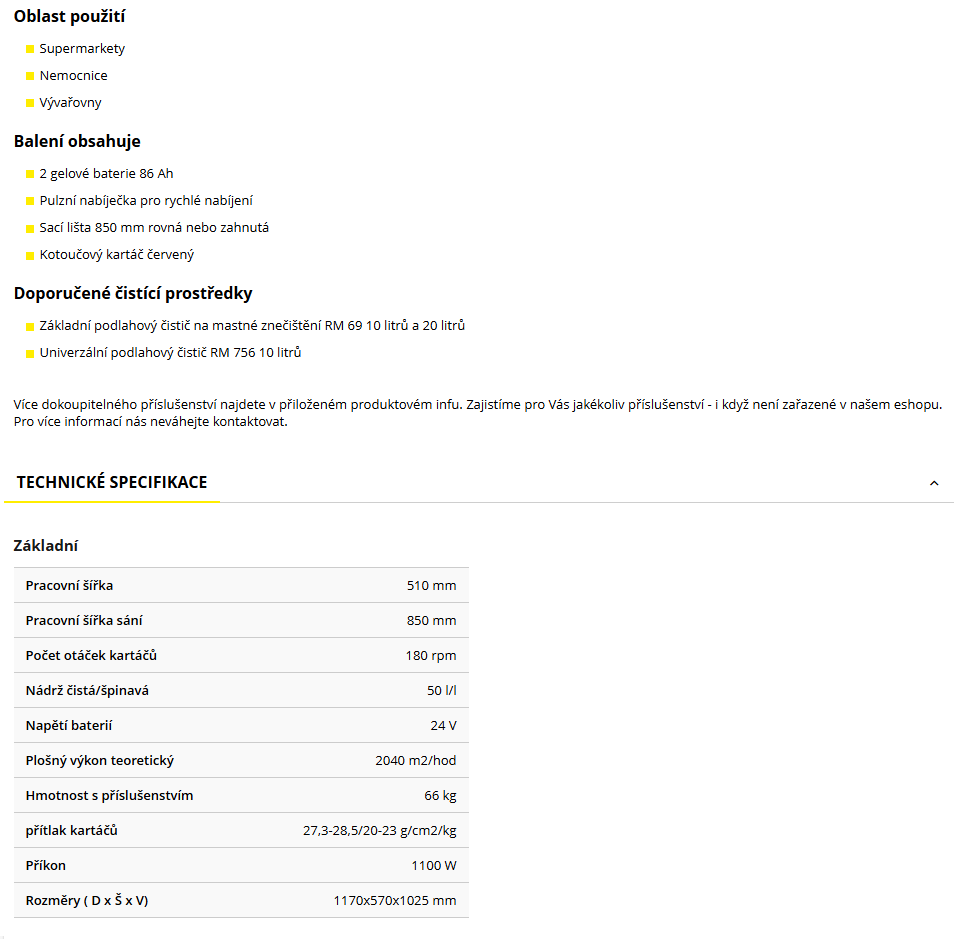 Oblast použití
Supermarkety
Nemocnice
Vývařovny
Balení obsahuje
2 gelové baterie 86 Ah
Pulzní nabíječka pro rychlé nabíjení
Sací lišta 850 mm rovná nebo zahnutá
Kotoučový kartáč červený
Doporučené čistící prostředky
Základní podlahový čistič na mastné znečištění RM 69 10 litrů a 20 litrů
Univerzální podlahový čistič RM 756 10 litrů
Více dokoupitelného příslušenství najdete v přiloženém produktovém infu. Zajistíme pro Vás jakékoliv příslušenství - i když není zařazené v našem eshopu.
Pro více informací nás neváhejte kontaktovat.
TECHNICKÉ SPECIFIKACE
Základní
Pracovní šířka 510 mm
Pracovní šířka sání 850 mm
Počet otáček kartáčů 180 rpm
Nádrž čistá/špinavá 50 l/l
Napětí baterií 24 V
Plošný výkon teoretický 2040 m2/hod
Hmotnost s příslušenstvím 66 kg
přítlak kartáčů 27,3-28,5/20-23 g/cm2/kg
Příkon 1100 W
Rozměry ( D x Š x V) 1170x570x1025 mm